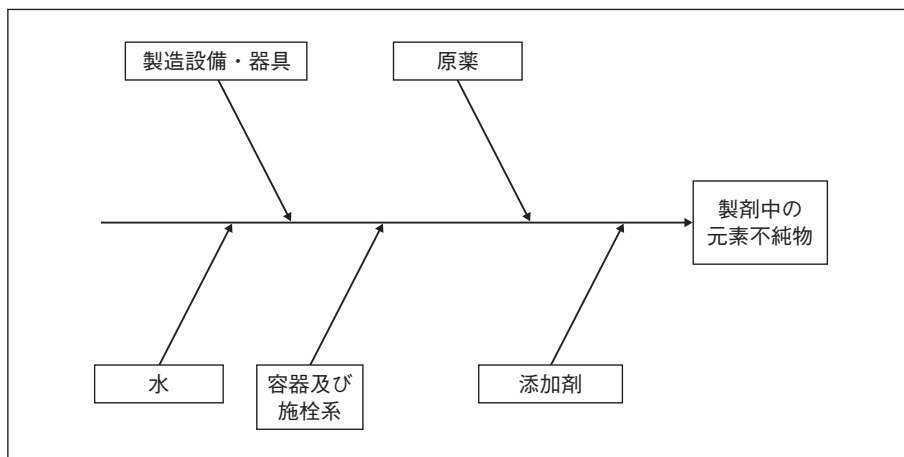 製造設備・器具
原薬
製剤中の
元素不純物
水
容器及び
施栓系
添加剤